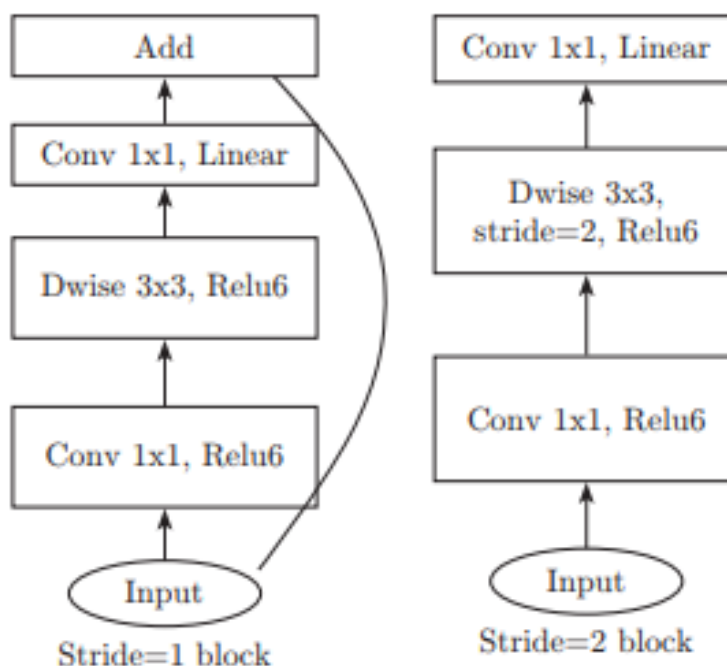 Add
Conv 1x1, Linear
Dwise 3x3, Relu6
Conv 1x1, Relu6
Input
Stride=1 block
Conv 1x1, Linear
Dwise 3x3,
stride=2, Relu6
Conv 1x1, Relu6
Input
Stride=2 block